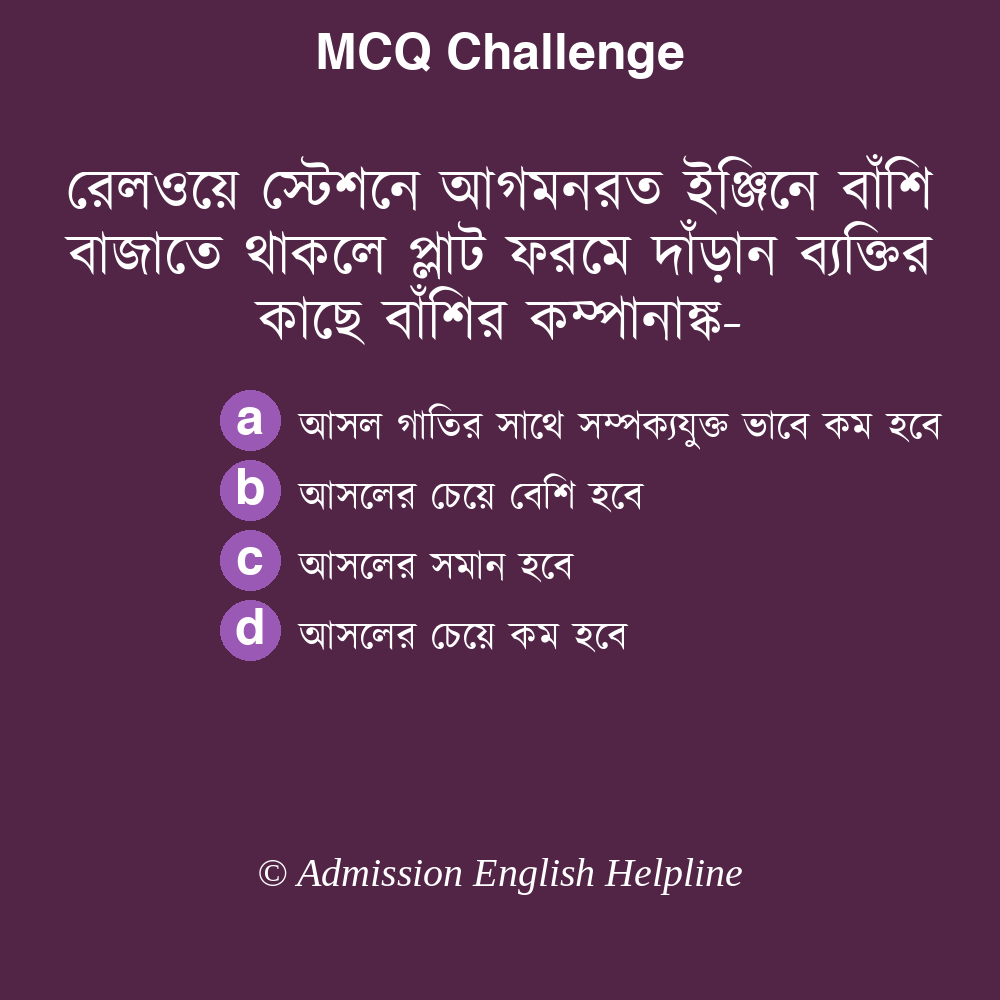 MCQ Challenge
রেলওয়ে স্টেশনে আগমনরত ইঞ্জিনে বাঁশি
বাজাতে থাকলে প্লাট ফরমে দাঁড়ান ব্যক্তির
কাছে বাঁশির কম্পানাঙ্ক-
a আসল গাতির সাথে সম্পক্যযুক্ত ভাবে কম হবে
b আসলের চেয়ে বেশি হবে
c আসলের সমান হবে
d আসলের চেয়ে কম হবে
© Admission English Helpline